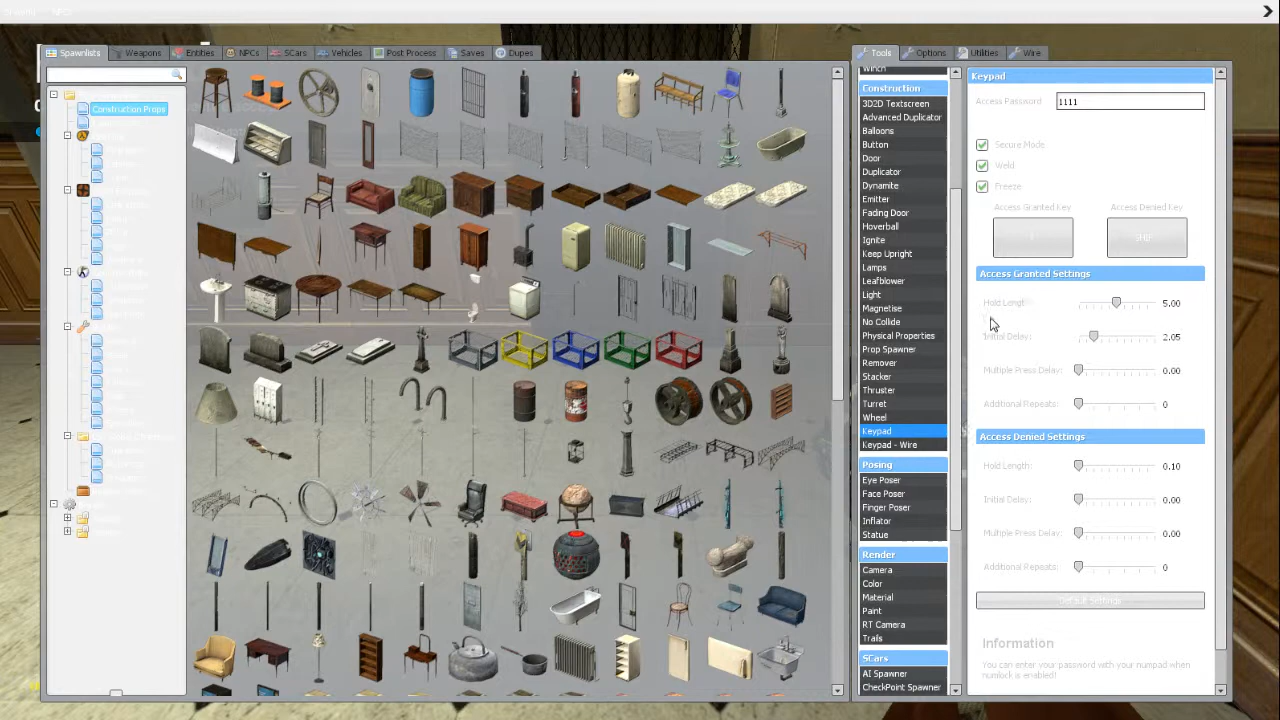 Spawnlists
Weapons
Entities
NPCs
SCars
Vehicles
Post Process
Saves
Dupes
Tools
Options
Utilities
Wire
Construction Props
Winch
Construction
3D2D Textscreen
Advanced Duplicator
Balloons
Button
Door
Duplicator
Dynamite
Emitter
Fading Door
Hoverball
Ignite
Keep Upright
Lamps
Leafblower
Light
Magnetise
No Collide
Physical Properties
Prop Spawner
Remover
Stacker
Thruster
Turret
Wheel
Keypad
Keypad - Wire
Posing
Eye Poser
Face Poser
Finger Poser
Inflator
Statue
Render
Camera
Color
Material
Paint
RT Camera
Trails
SCars
AI Spawner
CheckPoint Spawner
Keypad
Access Password
1111
Secure Mode
Weld
Freeze
Access Granted Key
Access Denied Key
Access Granted Settings
Hold Lengt
5.00
Initial Delay:
2.05
Multiple Press Delay:
0.00
Additional Repeats:
0
Access Denied Settings
Hold Length:
0.10
Initial Delay:
0.00
Multiple Press Delay:
0.00
Additional Repeats:
0
Default Settings
Information
You can enter your password with your numpad when
numlock is enabled!